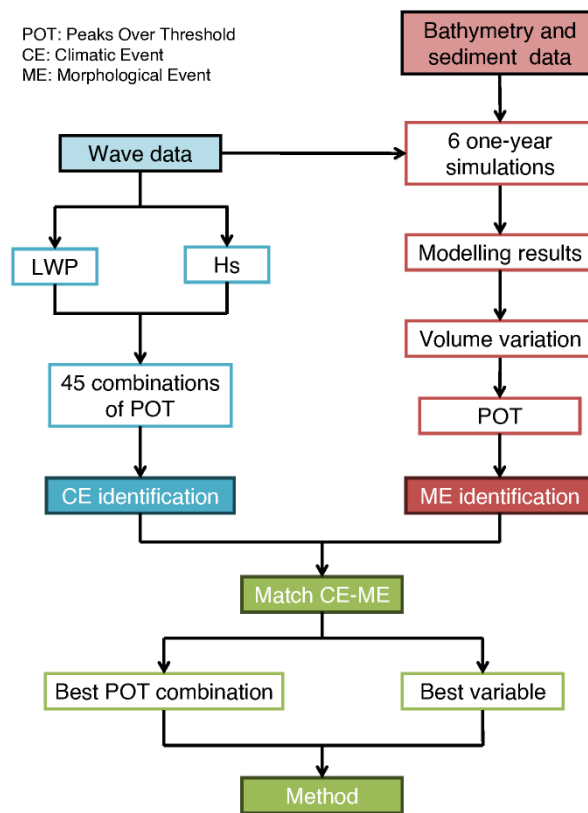 POT: Peaks Over Threshold
CE: Climatic Event
ME: Morphological Event
Bathymetry and
sediment data
Wave data
6 one-year
simulations
LWP
Hs
Modelling results
Volume variation
45 combinations
of POT
POT
CE identification
ME identification
Match CE-ME
Best POT combination
Best variable
Method